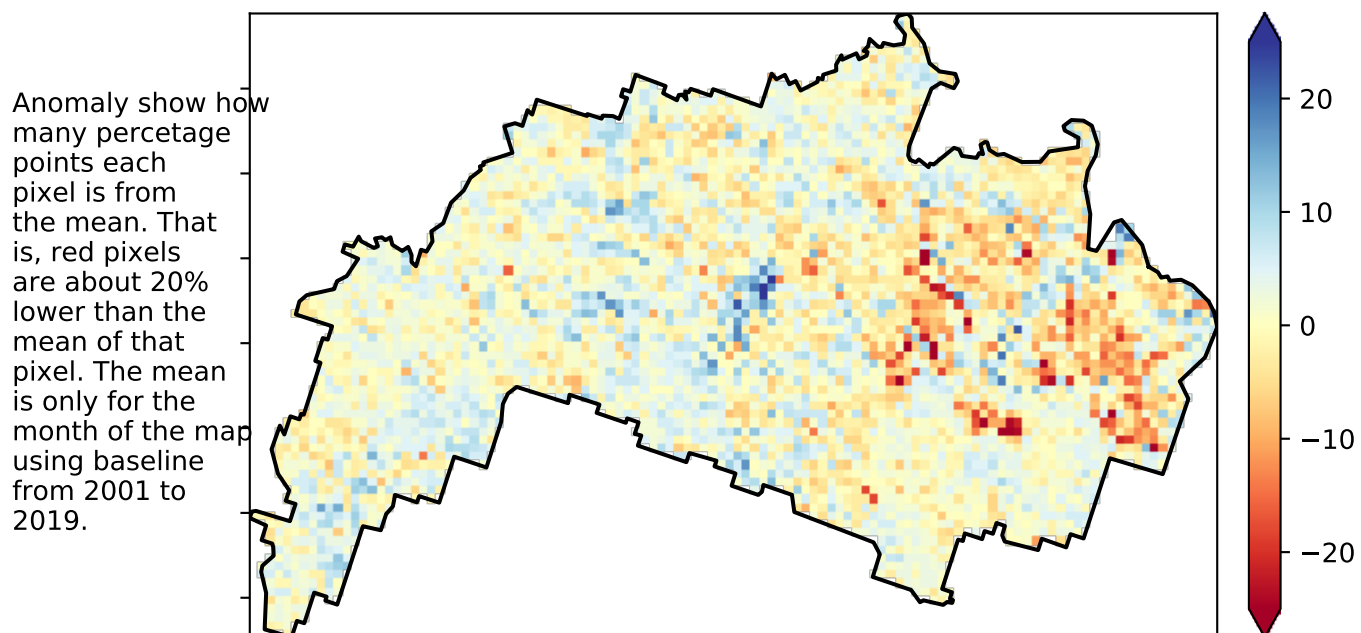 Anomaly show how
many percetage
points each
pixel is from
the mean. That
is, red pixels
are about 20%
lower than the
mean of that
pixel. The mean
is only for the
month of the map
using baseline
from 2001 to
2019.
20
10
0
−10
−20